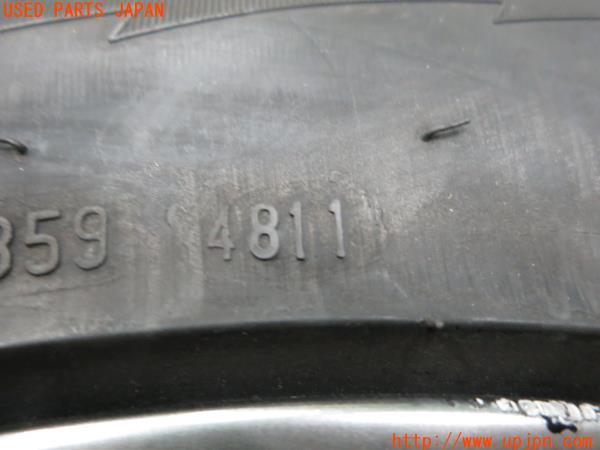 USED PARTS JAPAN
359 4811
http://www.upjpn.com